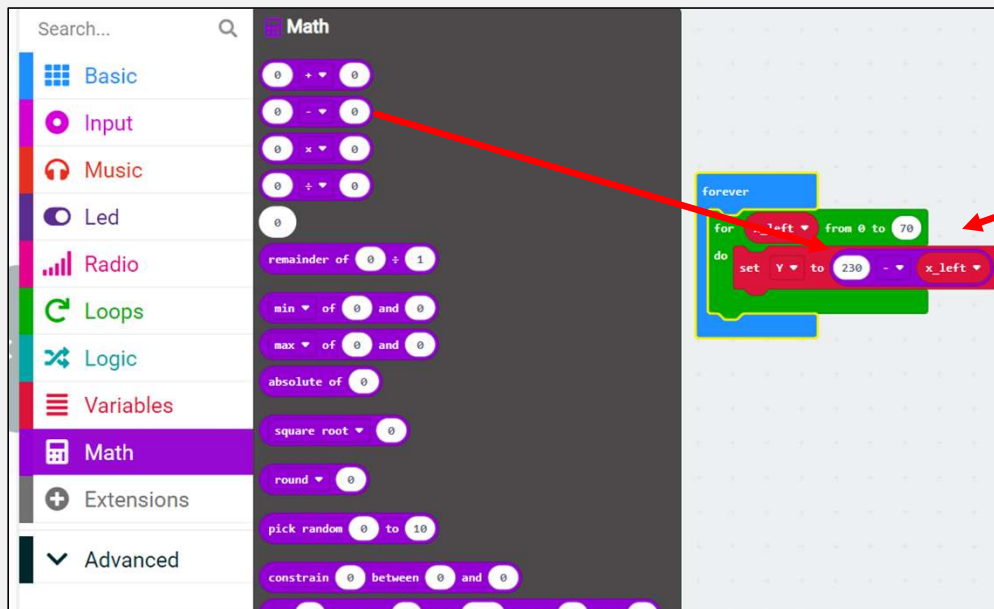 Search...
Basic
Input
Music
Led
Radio
Loops
Logic
Variables
Math
Extensions
Advanced
Math
0 + 0
0 - 0
0 × 0
0 ÷ 0
0
remainder of 0 ÷ 1
min of 0 and 0
max of 0 and 0
absolute of 0
square root 0
round 0
pick random 0 to 10
constrain 0 between 0 and 0
forever
for x_left from 0 to 70
do
set Y to 230 - x_left